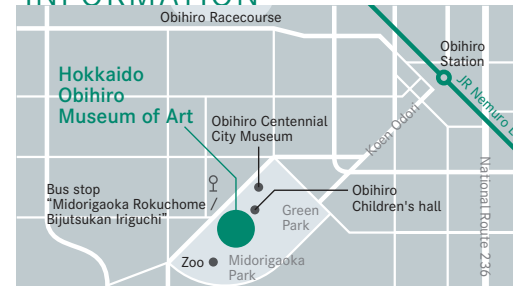 INFORMATION
Obihiro Racecourse
Obihiro
Station
JR Nemuro
Hokkaido
Obihiro
Museum of Art
Obihiro Centennial
City Museum
Koen Odori
Bus stop
“Midorigaoka Rokuchome /
Bijutsukan Iriguchi”
Obihiro
Children's hall
Green
Park
National Route 236
Zoo
Midorigaoka
Park